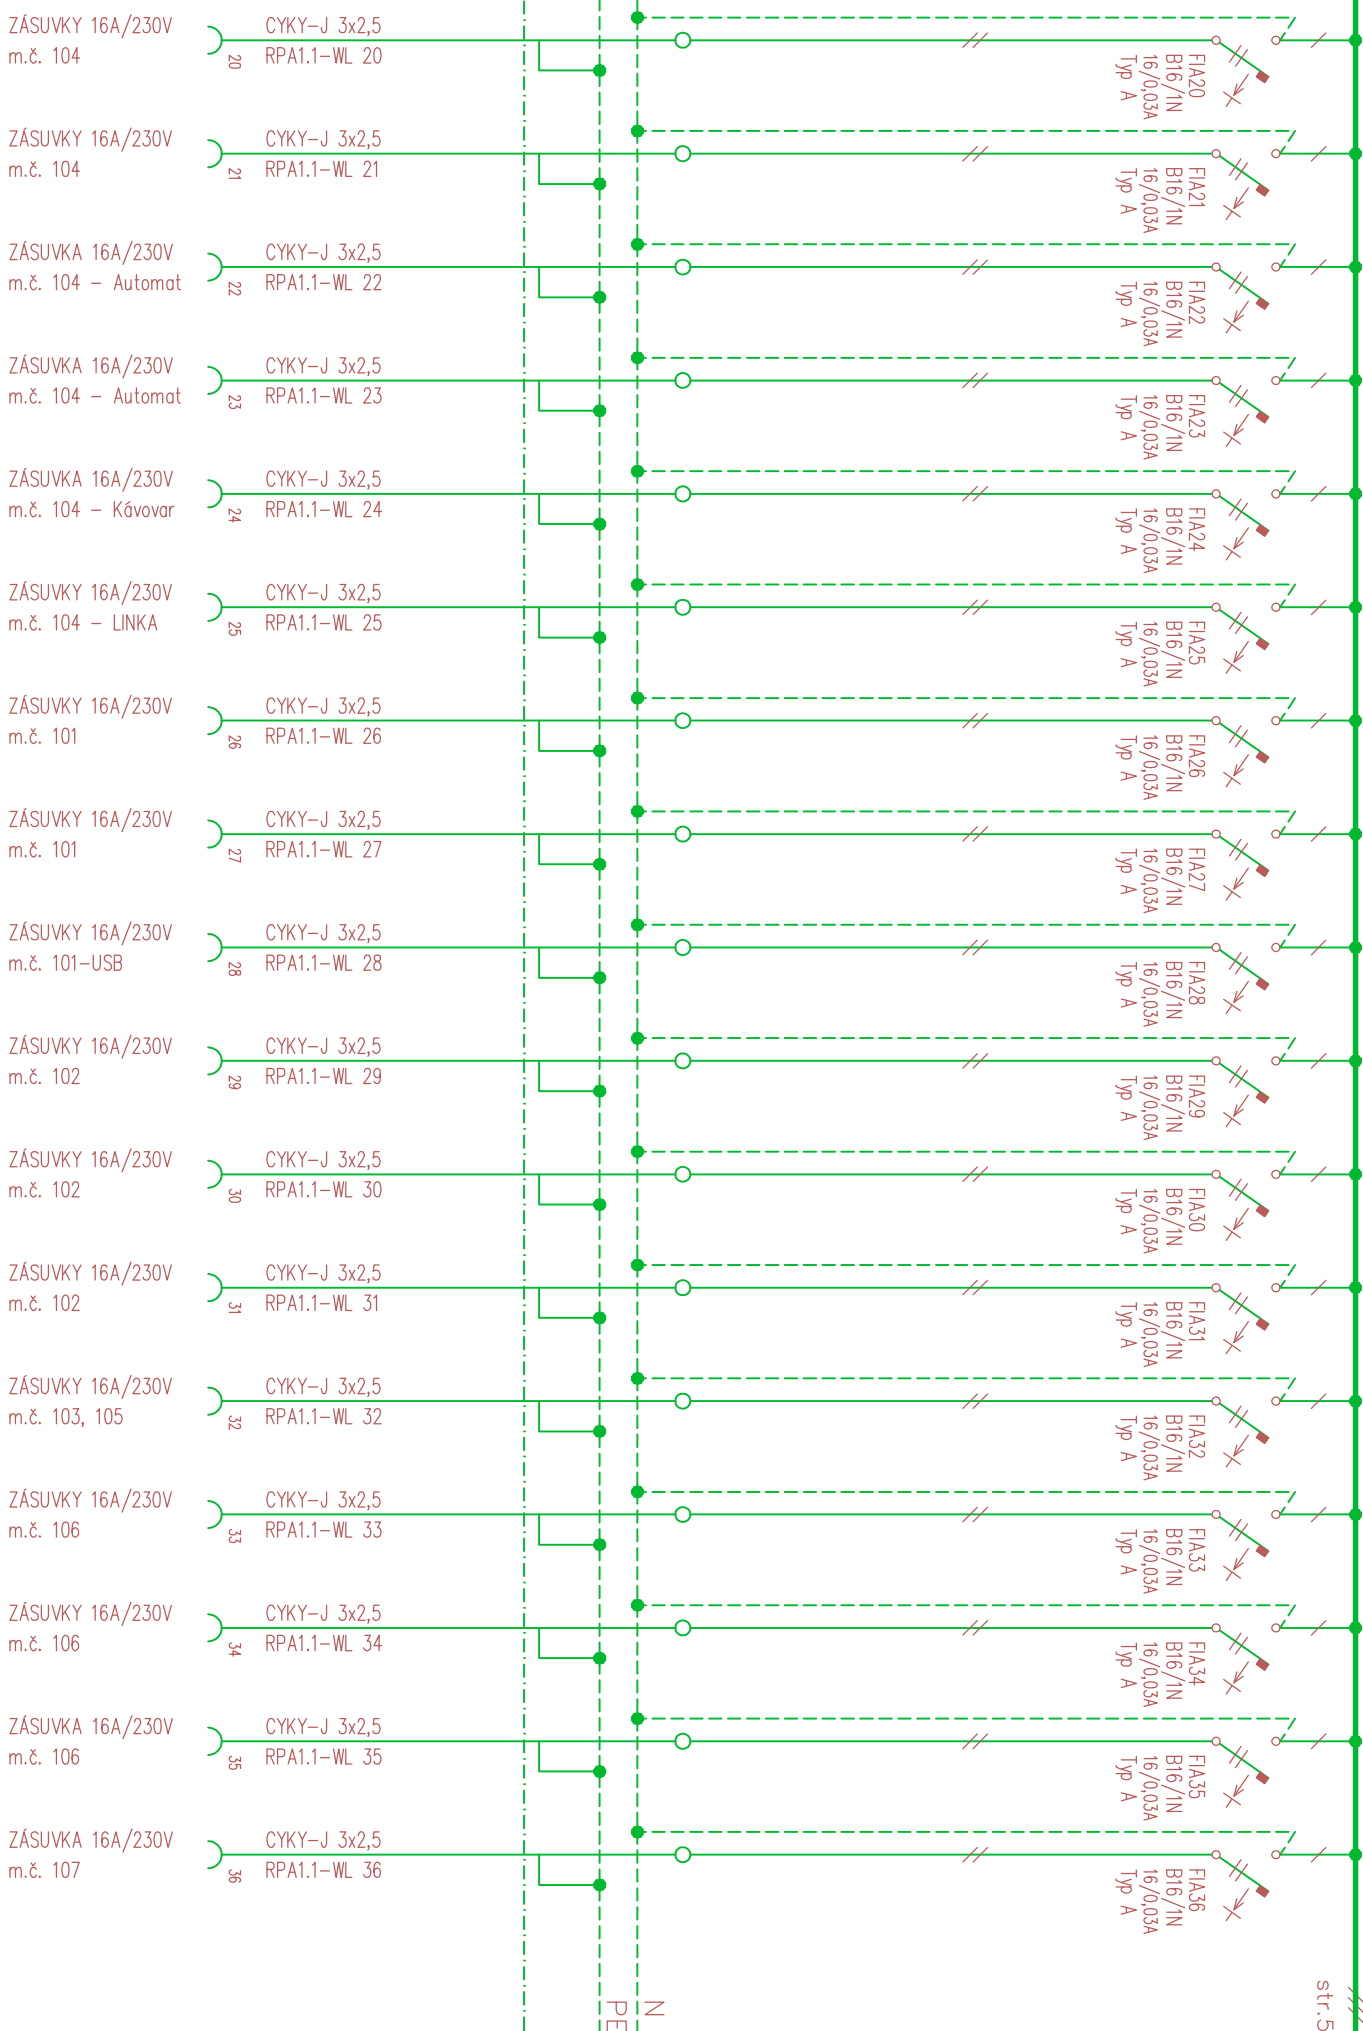 ZÁSUVKY 16A/230V
m.č. 104
20
CYKY-J 3x2,5
RPA1.1-WL 20
FIA20
B16/1N
16/0,03A
Typ A
ZÁSUVKY 16A/230V
m.č. 104
21
CYKY-J 3x2,5
RPA1.1-WL 21
FIA21
B16/1N
16/0,03A
Typ A
ZÁSUVKA 16A/230V
m.č. 104 - Automat
22
CYKY-J 3x2,5
RPA1.1-WL 22
FIA22
B16/1N
16/0,03A
Typ A
ZÁSUVKA 16A/230V
m.č. 104 - Automat
23
CYKY-J 3x2,5
RPA1.1-WL 23
FIA23
B16/1N
16/0,03A
Typ A
ZÁSUVKA 16A/230V
m.č. 104 - Kávovar
24
CYKY-J 3x2,5
RPA1.1-WL 24
FIA24
B16/1N
16/0,03A
Typ A
ZÁSUVKY 16A/230V
m.č. 104 - LINKA
25
CYKY-J 3x2,5
RPA1.1-WL 25
FIA25
B16/1N
16/0,03A
Typ A
ZÁSUVKY 16A/230V
m.č. 101
26
CYKY-J 3x2,5
RPA1.1-WL 26
FIA26
B16/1N
16/0,03A
Typ A
ZÁSUVKY 16A/230V
m.č. 101
27
CYKY-J 3x2,5
RPA1.1-WL 27
FIA27
B16/1N
16/0,03A
Typ A
ZÁSUVKY 16A/230V
m.č. 101-USB
28
CYKY-J 3x2,5
RPA1.1-WL 28
FIA28
B16/1N
16/0,03A
Typ A
ZÁSUVKY 16A/230V
m.č. 102
29
CYKY-J 3x2,5
RPA1.1-WL 29
FIA29
B16/1N
16/0,03A
Typ A
ZÁSUVKY 16A/230V
m.č. 102
30
CYKY-J 3x2,5
RPA1.1-WL 30
FIA30
B16/1N
16/0,03A
Typ A
ZÁSUVKY 16A/230V
m.č. 102
31
CYKY-J 3x2,5
RPA1.1-WL 31
FIA31
B16/1N
16/0,03A
Typ A
ZÁSUVKY 16A/230V
m.č. 103, 105
32
CYKY-J 3x2,5
RPA1.1-WL 32
FIA32
B16/1N
16/0,03A
Typ A
ZÁSUVKY 16A/230V
m.č. 106
33
CYKY-J 3x2,5
RPA1.1-WL 33
FIA33
B16/1N
16/0,03A
Typ A
ZÁSUVKY 16A/230V
m.č. 106
34
CYKY-J 3x2,5
RPA1.1-WL 34
FIA34
B16/1N
16/0,03A
Typ A
ZÁSUVKA 16A/230V
m.č. 106
35
CYKY-J 3x2,5
RPA1.1-WL 35
FIA35
B16/1N
16/0,03A
Typ A
ZÁSUVKA 16A/230V
m.č. 107
36
CYKY-J 3x2,5
RPA1.1-WL 36
FIA36
B16/1N
16/0,03A
Typ A
N
PE
str.5